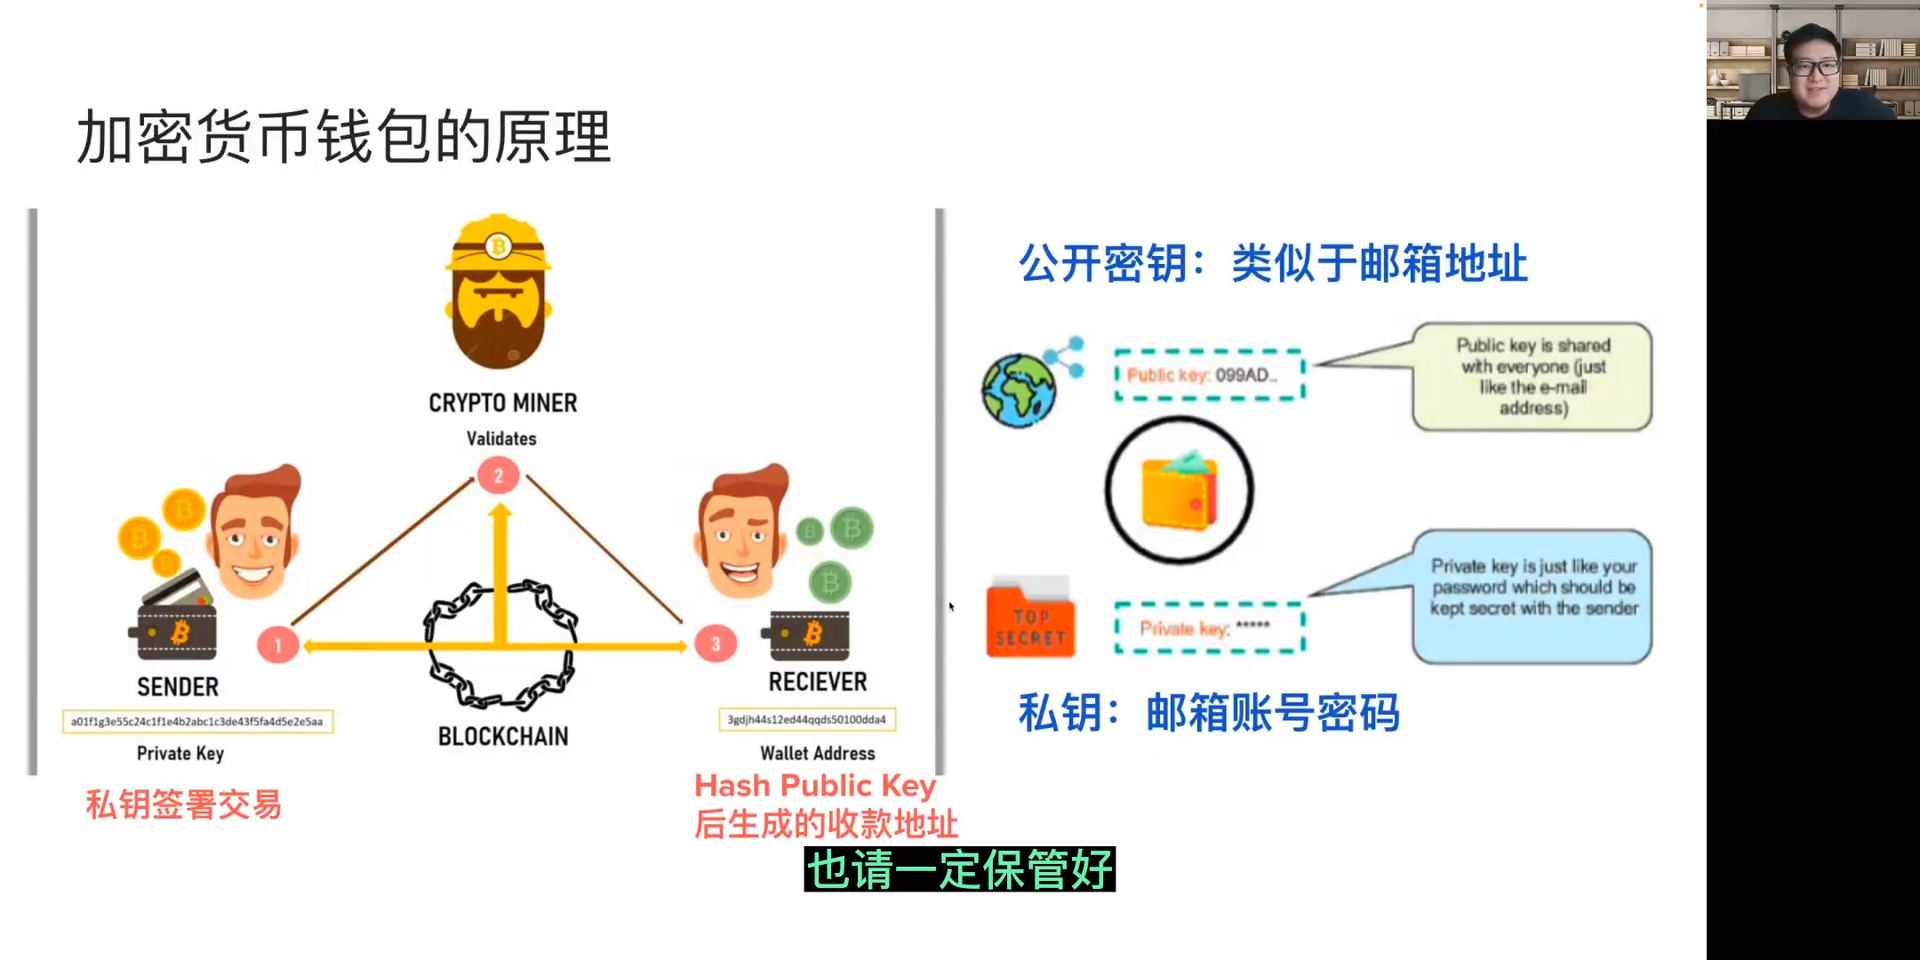 加密货币钱包的原理
CRYPTO MINER
Validates
2
1
3
SENDER
a01f1g3e55c24c1f1e4b2abc1c3de43f5fa4d5e2e5aa
Private Key
私钥签署交易
BLOCKCHAIN
RECIEVER
3gdjh44s12ed44qqds50100dda4
Wallet Address
Hash Public Key
后生成的收款地址
公开密钥：类似于邮箱地址
Public key: 099AD..
Public key is shared
with everyone (just
like the e-mail
address)
TOP
SECRET
Private key: *****
Private key is just like your
password which should be
kept secret with the sender
私钥：邮箱账号密码
也请一定保管好